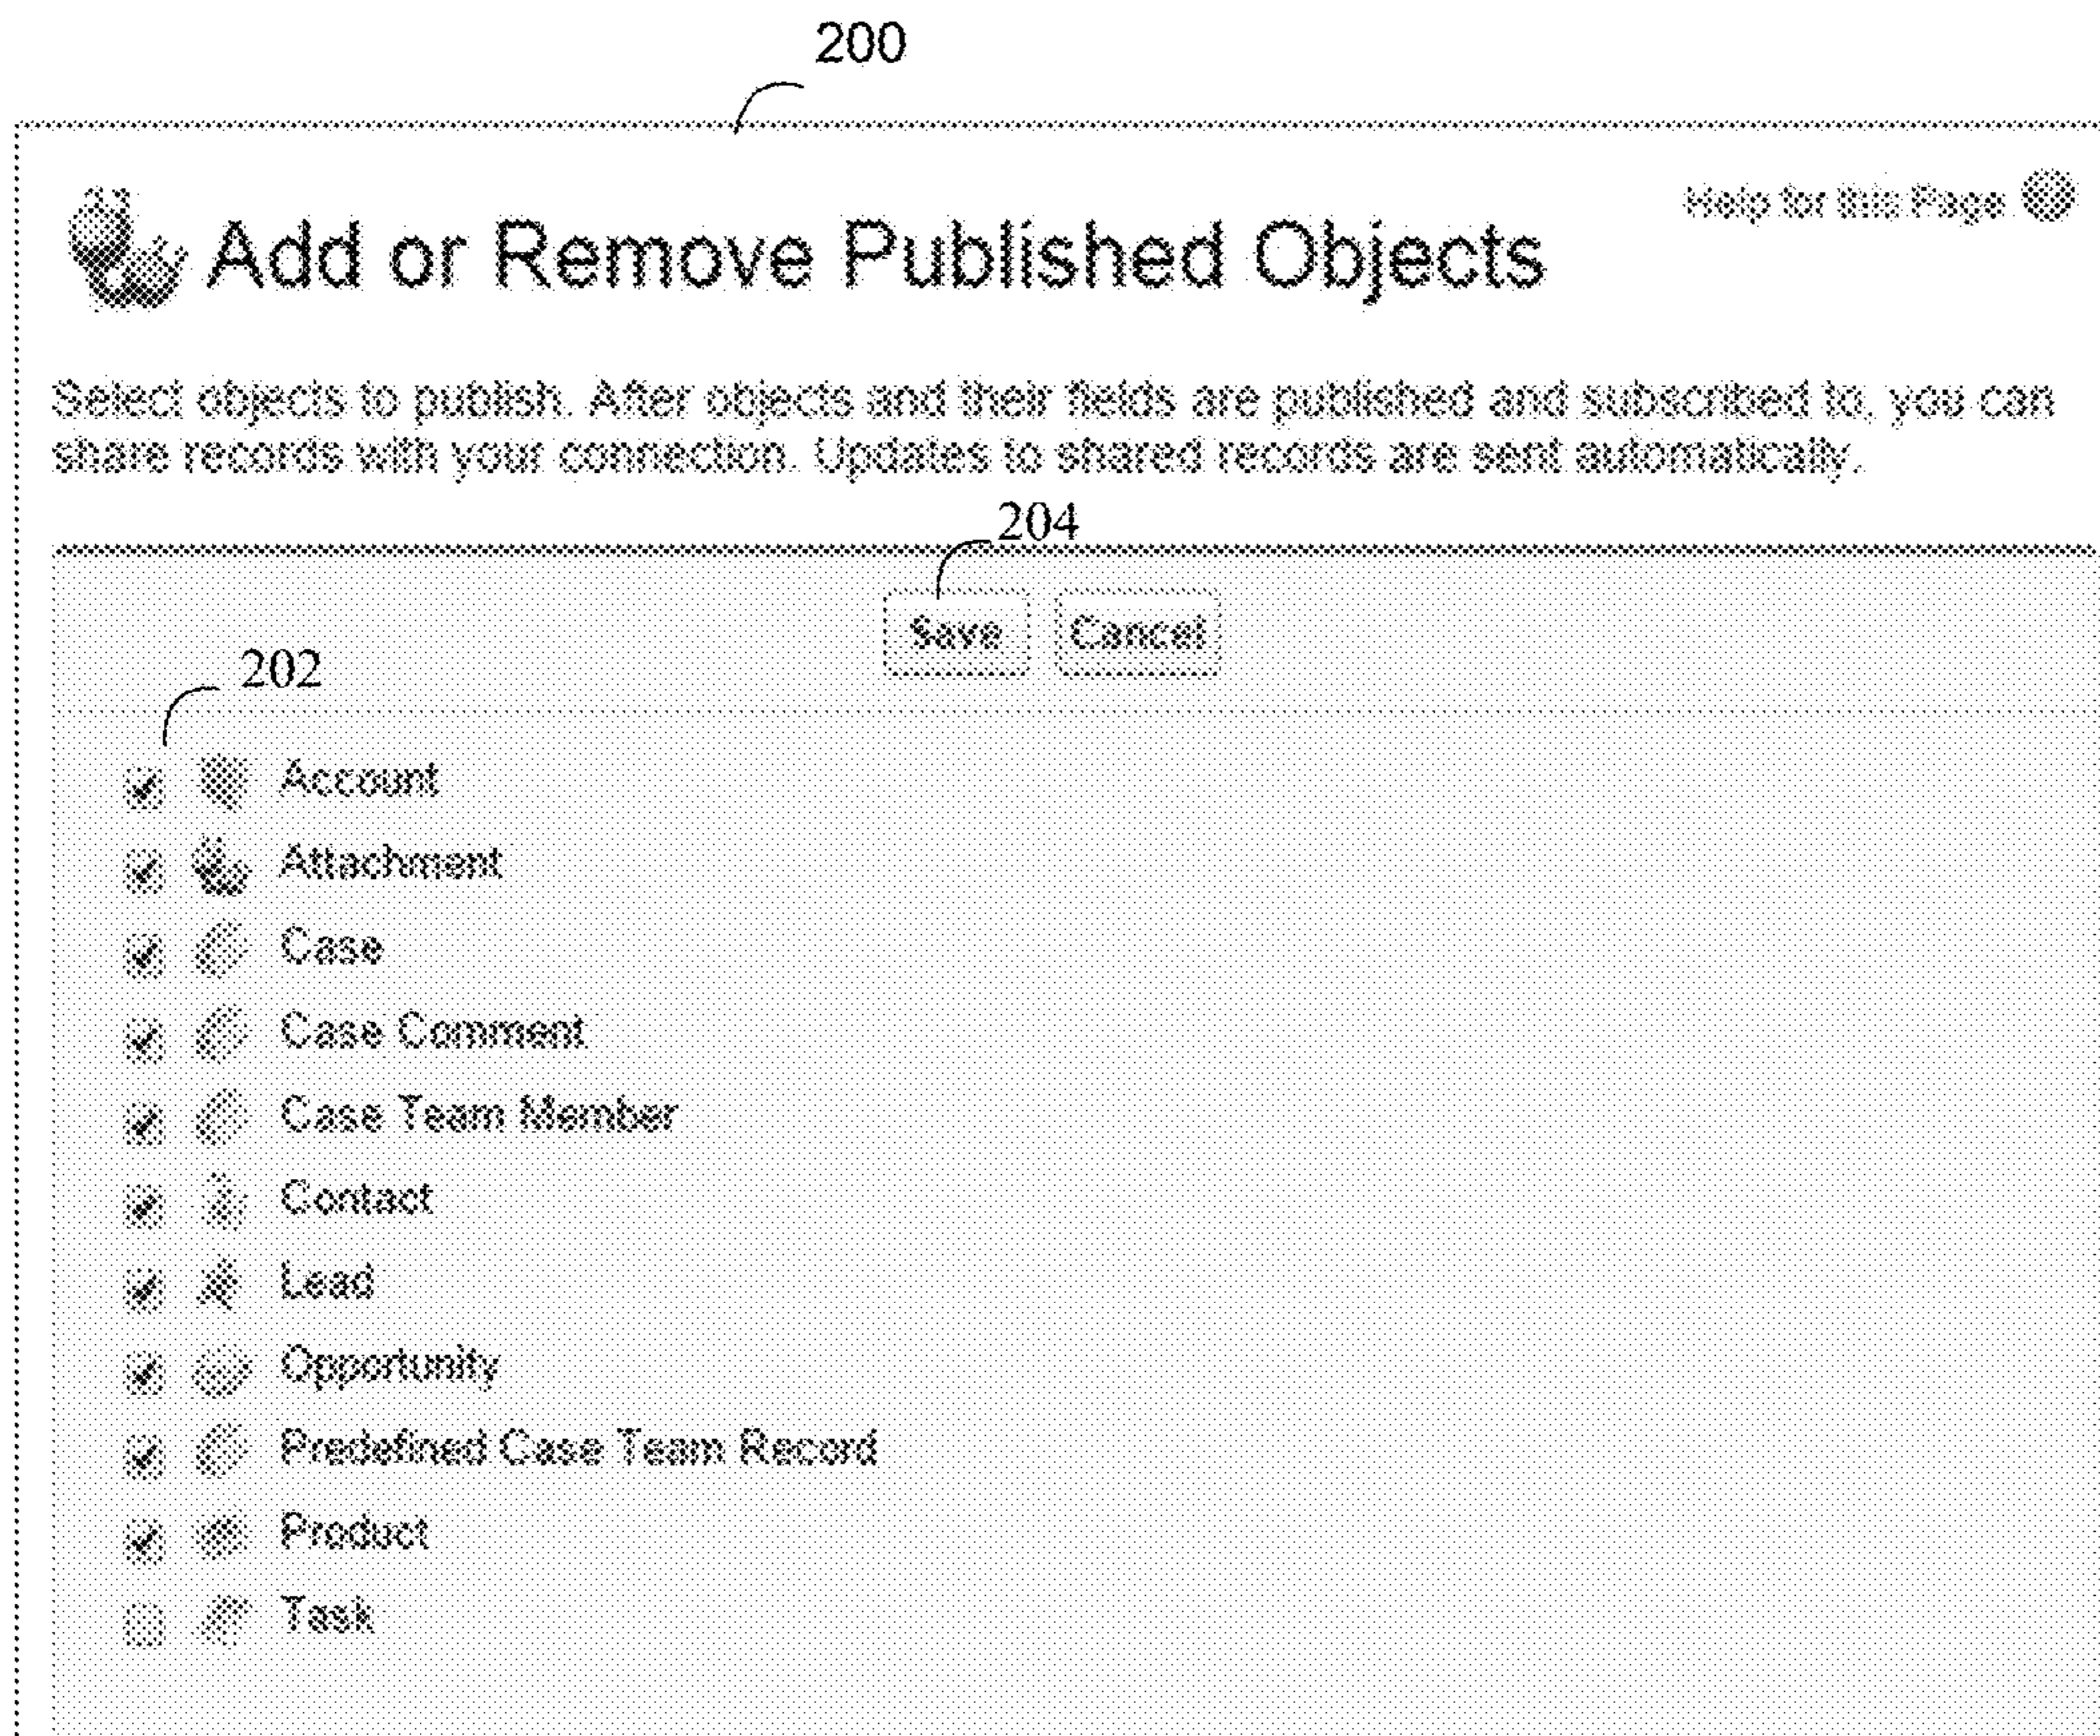 200
Help for this Page
Add or Remove Published Objects
Select objects to publish. After objects and their fields are published and subscribed to, you can
share records with your connection. Updates to shared records are sent automatically.
204
Save Cancel
202
Account
Attachment
Case
Case Comment
Case Team Member
Contact
Lead
Opportunity
Predefined Case Team Record
Product
Task